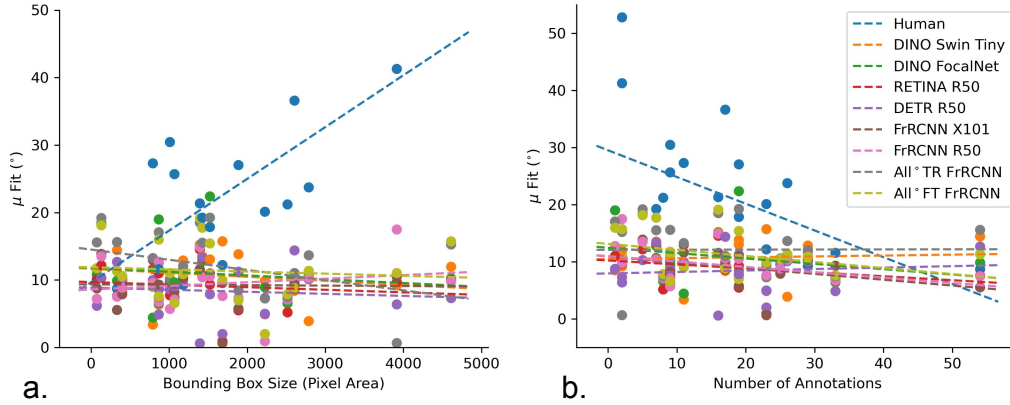 50
40
30
20
10
0
μ Fit (°)
0 1000 2000 3000 4000 5000
Bounding Box Size (Pixel Area)
a.
50
40
30
20
10
0
μ Fit (°)
0 10 20 30 40 50
Number of Annotations
b.
Human
DINO Swin Tiny
DINO FocalNet
RETINA R50
DETR R50
FrRCNN X101
FrRCNN R50
All°TR FrRCNN
All°FT FrRCNN